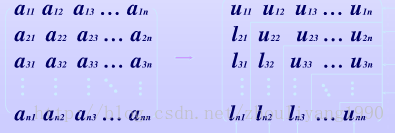 a11 a12 a13 ... a1n → u11 u12 u13 ... u1n
a21 a22 a23 ... a2n l21 u22 u23 ... u2n
a31 a32 a33 ... a3n l31 l32 u33 ... u3n
an1 an2 an3 ... ann ln1 ln2 ln3 ... unn